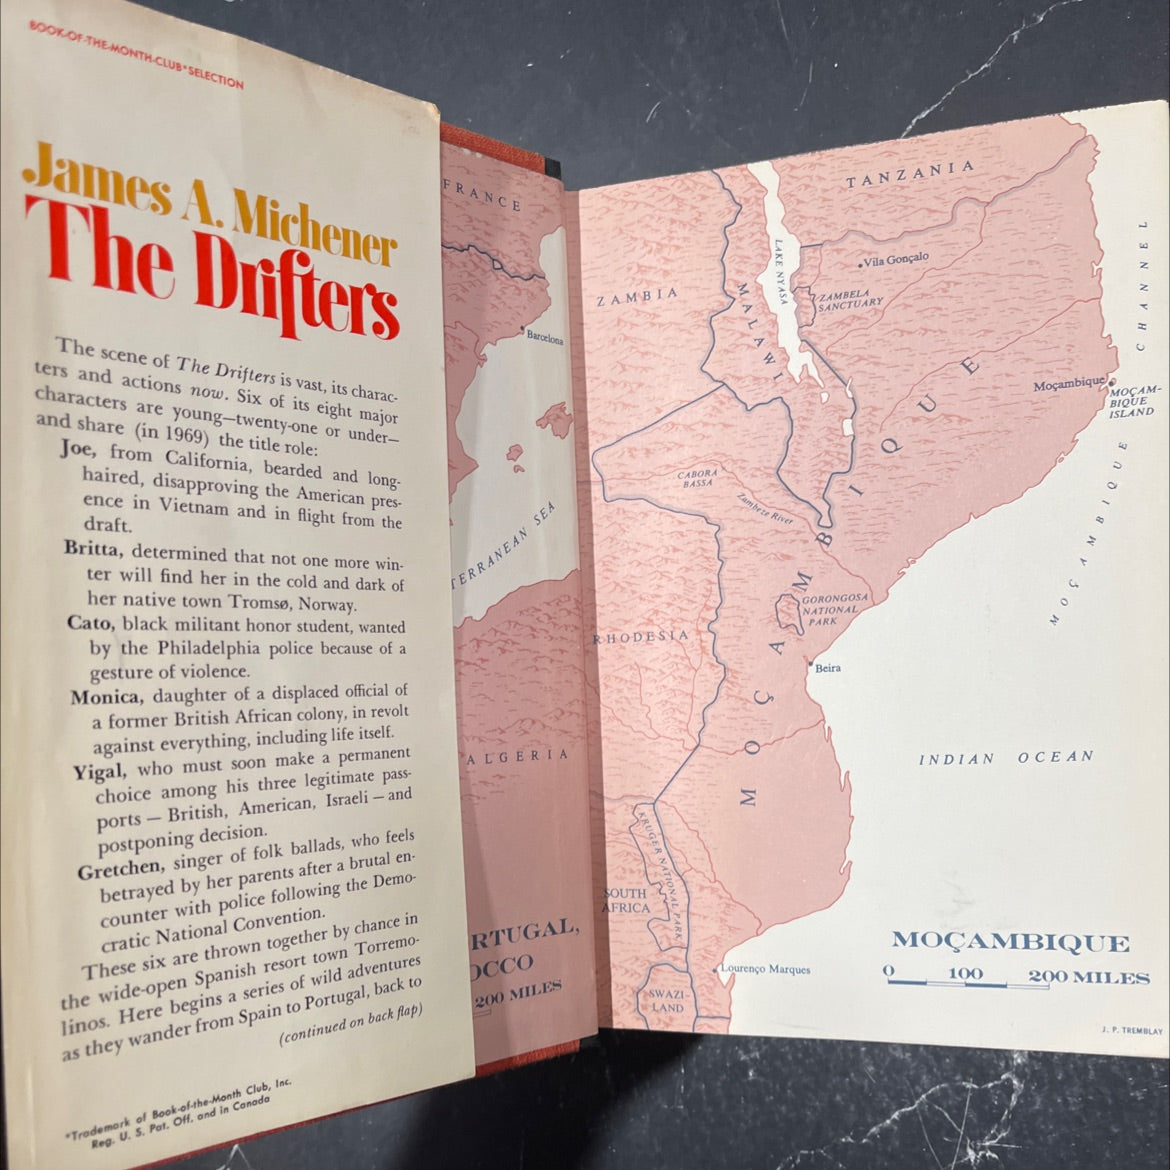 BOOK-OF-THE-MONTH-CLUB* SELECTION
James A. Michener
The Drifters
The scene of The Drifters is vast, its charac-
ters and actions now. Six of its eight major
characters are young—twenty-one or under—
and share (in 1969) the title role:
Joe, from California, bearded and long-
haired, disapproving the American pres-
ence in Vietnam and in flight from the
draft.
Britta, determined that not one more win-
ter will find her in the cold and dark of
her native town Tromsø, Norway.
Cato, black militant honor student, wanted
by the Philadelphia police because of a
gesture of violence.
Monica, daughter of a displaced official of
a former British African colony, in revolt
against everything, including life itself.
Yigal, who must soon make a permanent
choice among his three legitimate pass-
ports — British, American, Israeli — and
postponing decision.
Gretchen, singer of folk ballads, who feels
betrayed by her parents after a brutal en-
counter with police following the Demo-
cratic National Convention.
These six are thrown together by chance in
the wide-open Spanish resort town Torremo-
linos. Here begins a series of wild adventures
as they wander from Spain to Portugal, back to
(continued on back flap)
*Trademark of Book-of-the-Month Club, Inc.
Reg. U. S. Pat. Off. and in Canada
FRANCE
Barcelona
TERRANEAN SEA
ALGERIA
RTUGAL,
OCCO
200 MILES
TANZANIA
ZAMBIA
MALAWI
LAKE NYASA
Vila Gonçalo
ZAMBELA
SANCTUARY
CHANNEL
Moçambique
MOÇAM-
BIQUE
ISLAND
MOÇAMBIQUE
CABORA
BASSA
Zambeze River
MOÇAMBIQUE
GORONGOSA
NATIONAL
PARK
RHODESIA
Beira
INDIAN OCEAN
KRUGER NATIONAL PARK
SOUTH
AFRICA
Lourenço Marques
SWAZI-
LAND
MOÇAMBIQUE
0 100 200 MILES
J. P. TREMBLAY